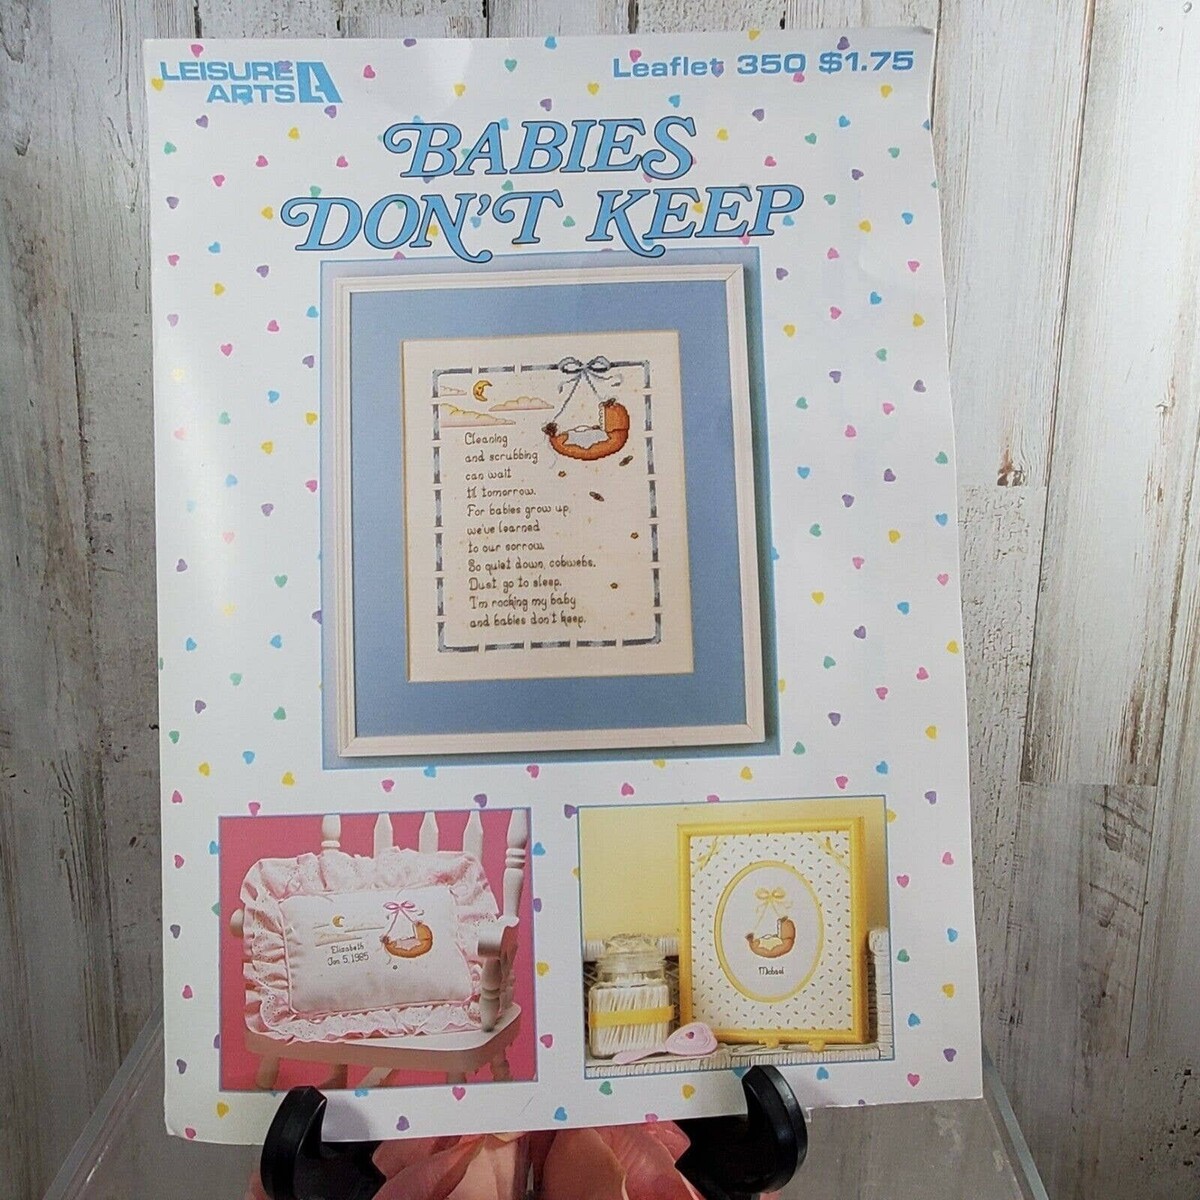 LEISURE
ARTS
Leaflet 350 $1.75
BABIES
DON'T KEEP
Cleaning
and scrubbing
can wait
til tomorrow.
For babies grow up,
we've learned
to our sorrow.
So quiet down, cobwebs.
Dust, go to sleep.
I'm rocking my baby
and babies don't keep.
Elizabeth
Jan. 5, 1985
Michael